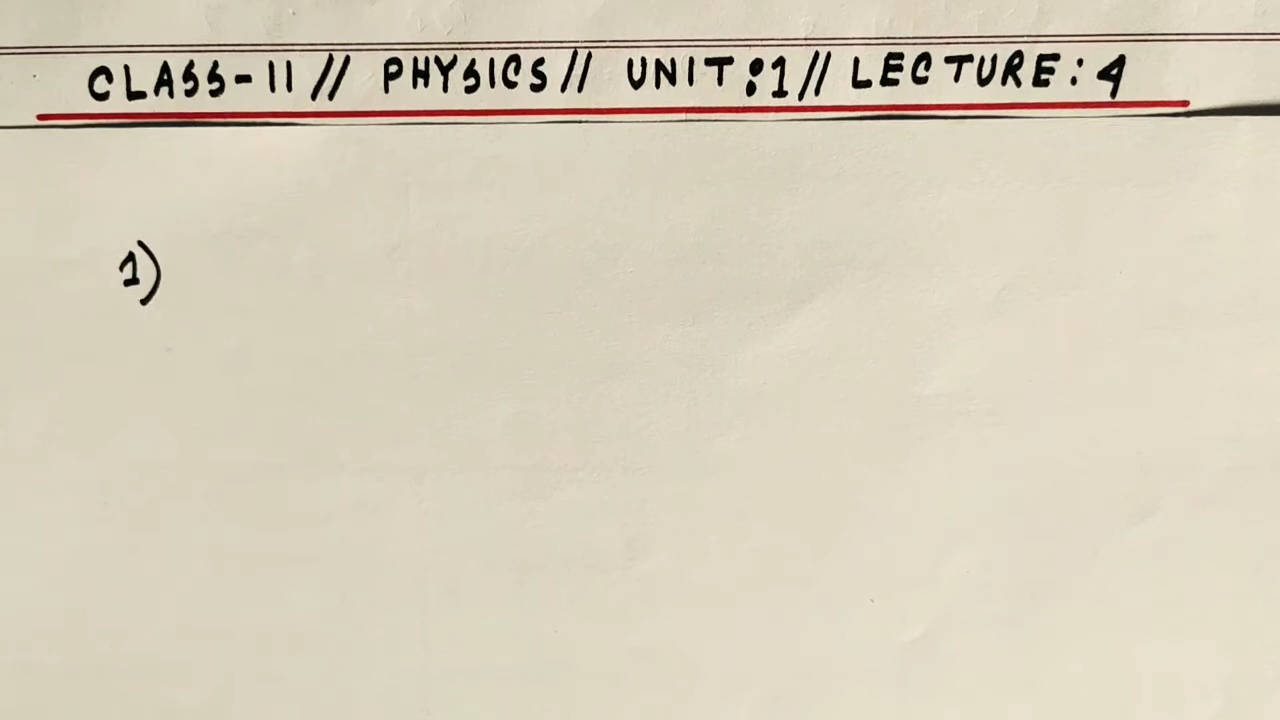 CLASS-11 // PHYSICS // UNIT:1 // LECTURE: 4
1)